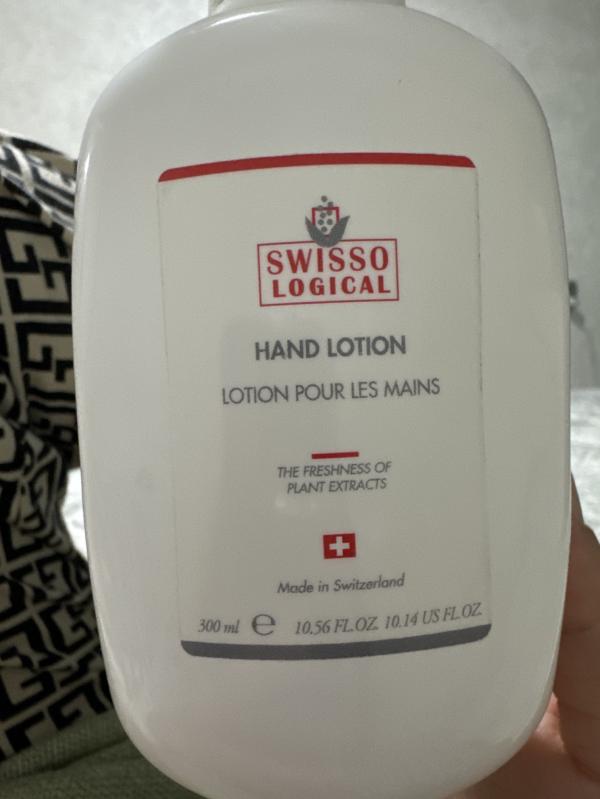 SWISSO
LOGICAL
HAND LOTION
LOTION POUR LES MAINS
THE FRESHNESS OF
PLANT EXTRACTS
Made in Switzerland
300 ml e 10.56 FL.OZ. 10.14 US FL.OZ.